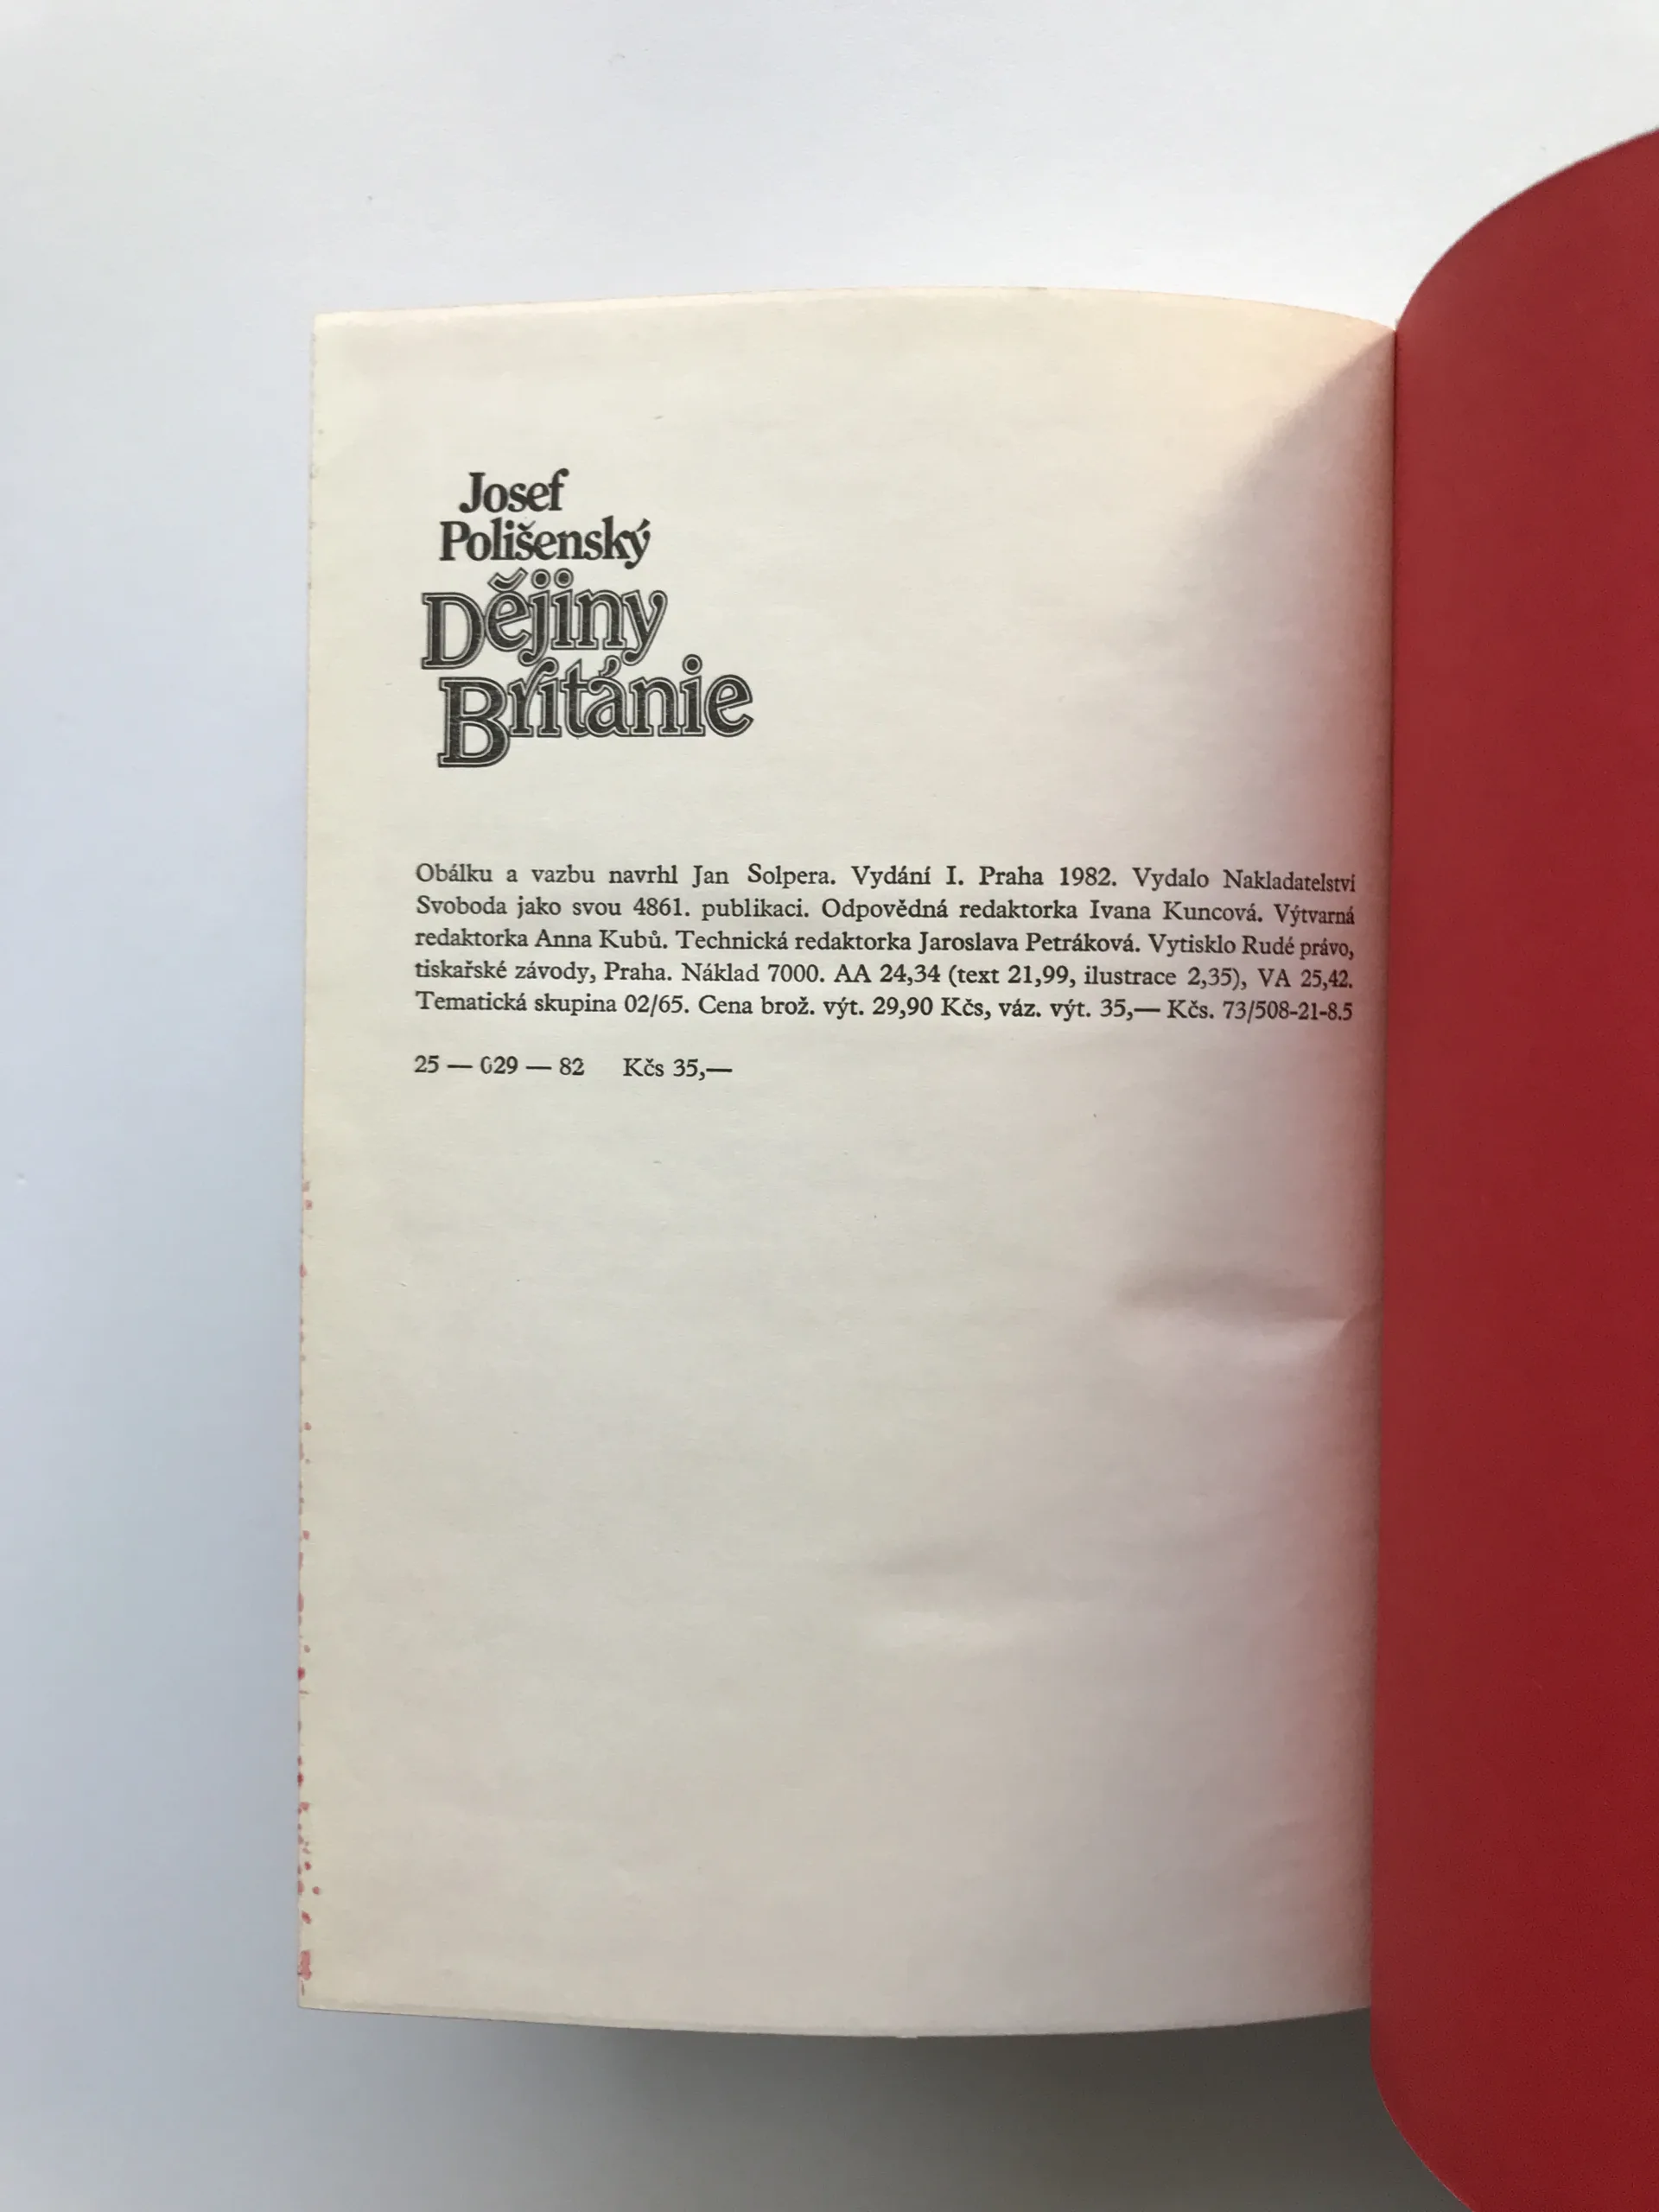 Josef
Polišenský
Dějiny
Británie
Obálku a vazbu navrhl Jan Solpera. Vydání I. Praha 1982. Vydalo Nakladatelství
Svoboda jako svou 4861. publikaci. Odpovědná redaktorka Ivana Kuncová. Výtvarná
redaktorka Anna Kubů. Technická redaktorka Jaroslava Petráková. Vytisklo Rudé právo,
tiskařské závody, Praha. Náklad 7000. AA 24,34 (text 21,99, ilustrace 2,35), VA 25,42.
Tematická skupina 02/65. Cena brož. výt. 29,90 Kčs, váz. výt. 35,— Kčs. 73/508-21-8.5
25 — 029 — 82 Kčs 35,—